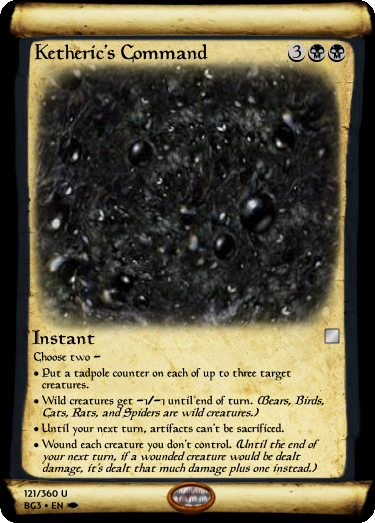 Ketheric's Command 3
Instant
Choose two –
• Put a tadpole counter on each of up to three target
creatures.
• Wild creatures get -1/-1 until end of turn. (Bears, Birds,
Cats, Rats, and Spiders are wild creatures.)
• Until your next turn, artifacts can't be sacrificed.
• Wound each creature you don't control. (Until the end of
your next turn, if a wounded creature would be dealt
damage, it's dealt that much damage plus one instead.)
121/360 U
BG3 • EN